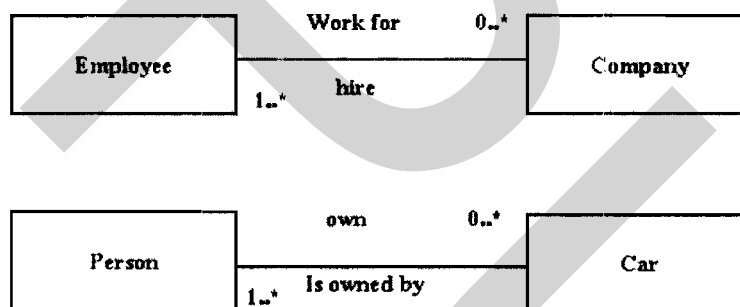 Work for 0..*
Employee Company
1..* hire
own 0..*
Person Car
1..* Is owned by